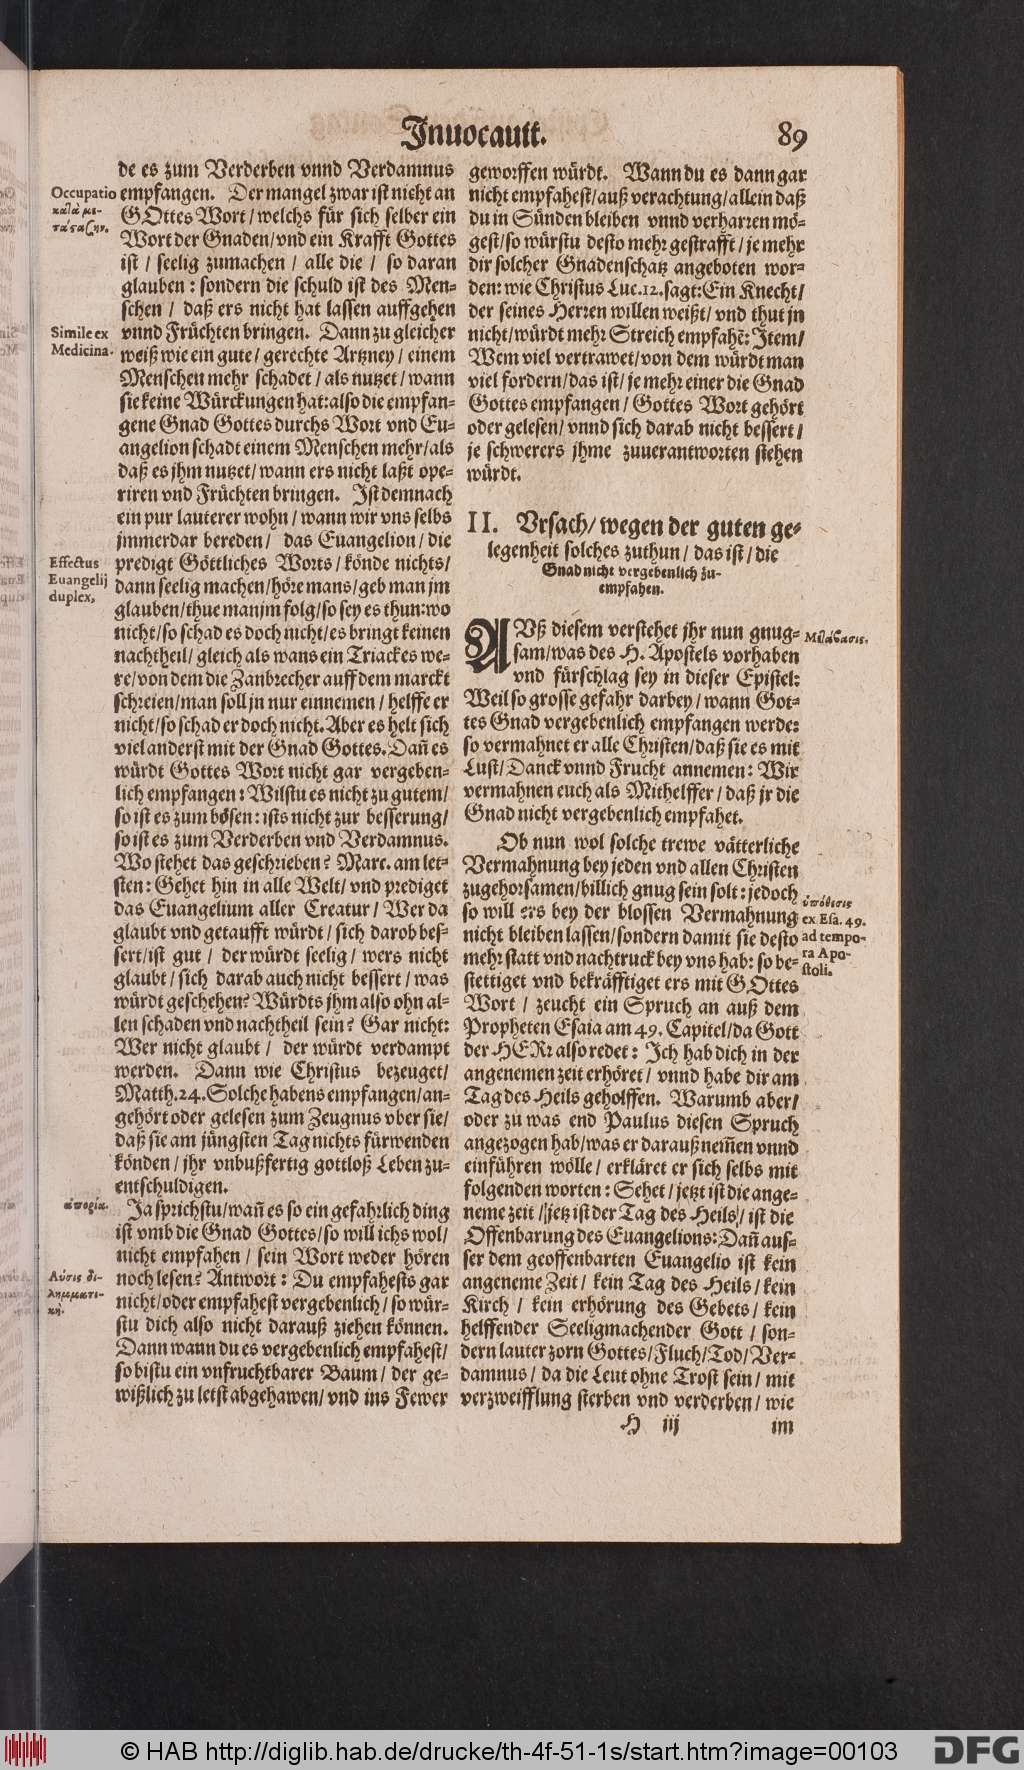 Inuocauit. 89
de es zum Verderben vnnd Verdamnus
empfangen. Der mangel zwar ist nicht an
GOttes Wort / welchs für sich selber ein
Wort der Gnaden / vnd ein Krafft Gottes
ist / seelig zumachen / alle die / so daran
glauben : sondern die schuld ist des Men-
schen / daß ers nicht hat lassen auffgehen
vnnd Früchten bringen. Dann zu gleicher
weiß wie ein gute / gerechte Artzney / einem
Menschen mehr schadet / als nutzet / wann
sie keine Würckungen hat: also die empfan-
gene Gnad Gottes durchs Wort vnd Eu-
angelion schadt einem Menschen mehr / als
daß es jhm nutzet / wann ers nicht laßt ope-
riren vnd Früchten bringen. Ist demnach
ein pur lauterer wohn / wann wir vns selbs
jmmerdar bereden / das Euangelion / die
predigt Göttliches Worts / könde nichts /
dann seelig machen / höre mans / geb man jm
glauben / thue man jm folg / so sey es thun: wo
nicht / so schad es doch nicht / es bringt keinen
nachtheil / gleich als wans ein Triackes we-
re / von dem die Zanbrecher auff dem marckt
schreien / man soll jn nur einnemen / helffe er
nicht / so schad er doch nicht. Aber es helt sich
viel anderst mit der Gnad Gottes. Dañ es
würdt Gottes Wort nicht gar vergeben-
lich empfangen : Wilstu es nicht zu gutem /
so ist es zum bösen : ists nicht zur besserung /
so ist es zum Verderben vnd Verdamnus.
Wo stehet das geschrieben? Marc. am let-
sten : Gehet hin in alle Welt / vnd prediget
das Euangelium aller Creatur / Wer da
glaubt vnd getaufft würdt / sich darob bes-
sert / ist gut / der würdt seelig / wers nicht
glaubt / sich darab auch nicht bessert / was
würdt geschehen? Würdts jhm also ohn al-
len schaden vnd nachtheil sein? Gar nicht:
Wer nicht glaubt / der würdt verdampt
werden. Dann wie Christus bezeuget /
Matth. 24. Solche habens empfangen / an-
gehört oder gelesen zum Zeugnus vber sie /
daß sie am jüngsten Tag nichts fürwenden
könden / jhr vnbußfertig gottloß Leben zu-
entschuldigen.
Ja sprichstu / wañ es so ein gefahrlich ding
ist vmb die Gnad Gottes / so will ichs wol /
nicht empfahen / sein Wort weder hören
noch lesen? Antwort : Du empfahests gar
nicht / oder empfahest vergebenlich / so wür-
stu dich also nicht darauß ziehen können.
Dann wann du es vergebenlich empfahest /
so bistu ein vnfruchtbarer Baum / der ge-
wißlich zu letst abgehawen / vnd ins Fewer
Occupatio
καλὰ με-
τάταξιν.
Simile ex
Medicina.
Effectus
Euangelij
duplex.
ἀπορία.
Λύσις δι-
λημματι-
κή.
geworffen würdt. Wann du es dann gar
nicht empfahest / auß verachtung / allein daß
du in Sünden bleiben vnnd verharren mö-
gest / so würstu desto mehr gestrafft / je mehr
dir solcher Gnadenschatz angeboten wor-
den: wie Christus Luc. 12. sagt: Ein Knecht /
der seines Herren willen weißt / vnd thut jn
nicht / würdt mehr Streich empfahē: Item /
Wem viel vertrawet / von dem würdt man
viel fordern / das ist / je mehr einer die Gnad
Gottes empfangen / Gottes Wort gehört
oder gelesen / vnnd sich darab nicht bessert /
je schwerers jhme zuuerantworten stehen
würdt.
II. Vrsach / wegen der guten ge-
legenheit solches zuthun / das ist / die
Gnad nicht vergebenlich zu-
empfahen.
AVß diesem verstehet jhr nun gnug-
sam / was des H. Apostels vorhaben
vnd fürschlag sey in dieser Epistel:
Weil so grosse gefahr darbey / wann Got-
tes Gnad vergebenlich empfangen werde:
so vermahnet er alle Christen / daß sie es mit
Lust / Danck vnnd Frucht annemen : Wir
vermahnen euch als Mithelffer / daß jr die
Gnad nicht vergebenlich empfahet.
Ob nun wol solche trewe vätterliche
Vermahnung bey jeden vnd allen Christen
zugehorsamen / billich gnug sein solt : jedoch
so will ers bey der blossen Vermahnung
nicht bleiben lassen / sondern damit sie desto
mehr statt vnd nachtruck bey vns hab: so be-
stettiget vnd bekräfftiget ers mit GOttes
Wort / zeucht ein Spruch an auß dem
Propheten Esaia am 49. Capitel / da Gott
der HERR also redet : Ich hab dich in der
angenemen zeit erhöret / vnnd habe dir am
Tag des Heils geholffen. Warumb aber /
oder zu was end Paulus diesen Spruch
angezogen hab / was er darauß nem̄en vnnd
einführen wölle / erkläret er sich selbs mit
folgenden worten : Sehet / jetzt ist die ange-
neme zeit / jetz ist der Tag des Heils / ist die
Offenbarung des Euangelions: Dañ aus-
ser dem geoffenbarten Euangelio ist kein
angeneme Zeit / kein Tag des Heils / kein
Kirch / kein erhörung des Gebets / kein
helffender Seeligmachender Gott / son-
dern lauter zorn Gottes / Fluch / Tod / Ver-
damnus / da die Leut ohne Trost sein / mit
verzweifflung sterben vnd verderben / wie
H iij im
Μετάβασις.
ὑπόθεσις
ex Esa. 49.
ad tempo-
ra Apo-
stoli.
© HAB http://diglib.hab.de/drucke/th-4f-51-1s/start.htm?image=00103
DFG